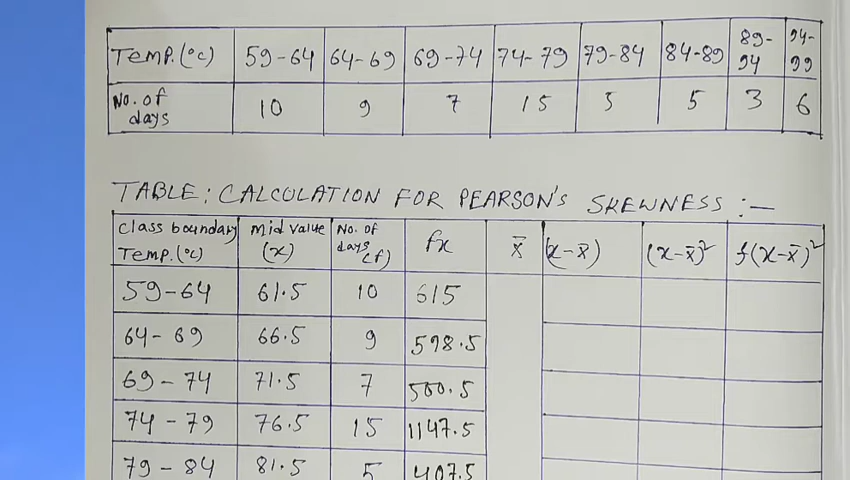 Temp.(°c) 59-64 64-69 69-74 74-79 79-84 84-89 89-94 94-99
No. of days 10 9 7 15 5 5 3 6
TABLE: CALCULATION FOR PEARSON'S SKEWNESS :—
Class boundary Temp.(°c) mid value (x) No. of days (f) fx x̄ (x-x̄) (x-x̄)² f(x-x̄)²
59-64 61.5 10 615
64-69 66.5 9 598.5
69-74 71.5 7 500.5
74-79 76.5 15 1147.5
79-84 81.5 5 407.5